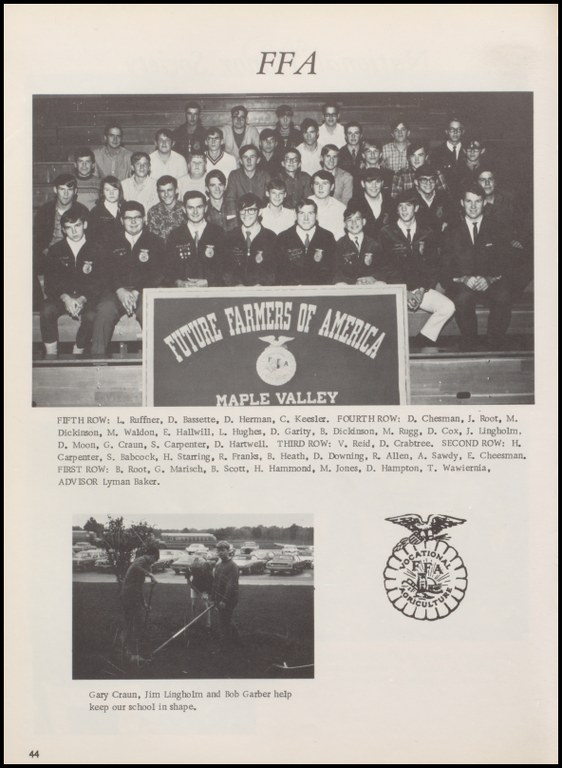 FFA
FUTURE FARMERS OF AMERICA
FFA
MAPLE VALLEY
FIFTH ROW: L. Ruffner, D. Bassette, D. Herman, C. Keesler. FOURTH ROW: D. Chesman, J. Root, M.
Dickinson, M. Waldon, E. Hallwill, L. Hughes, D. Garity, B. Dickinson, M. Rugg, D. Cox, J. Lingholm,
D. Moon, G. Craun, S. Carpenter, D. Hartwell. THIRD ROW: V. Reid, D. Crabtree. SECOND ROW: H.
Carpenter, S. Babcock, H. Starring, R. Franks, B. Heath, D. Downing, R. Allen, A. Sawdy, E. Cheesman.
FIRST ROW: B. Root, G. Marisch, B. Scott, H. Hammond, M. Jones, D. Hampton, T. Wawiernia,
ADVISOR Lyman Baker.
VOCATIONAL
FFA
AGRICULTURE
Gary Craun, Jim Lingholm and Bob Garber help
keep our school in shape.
44